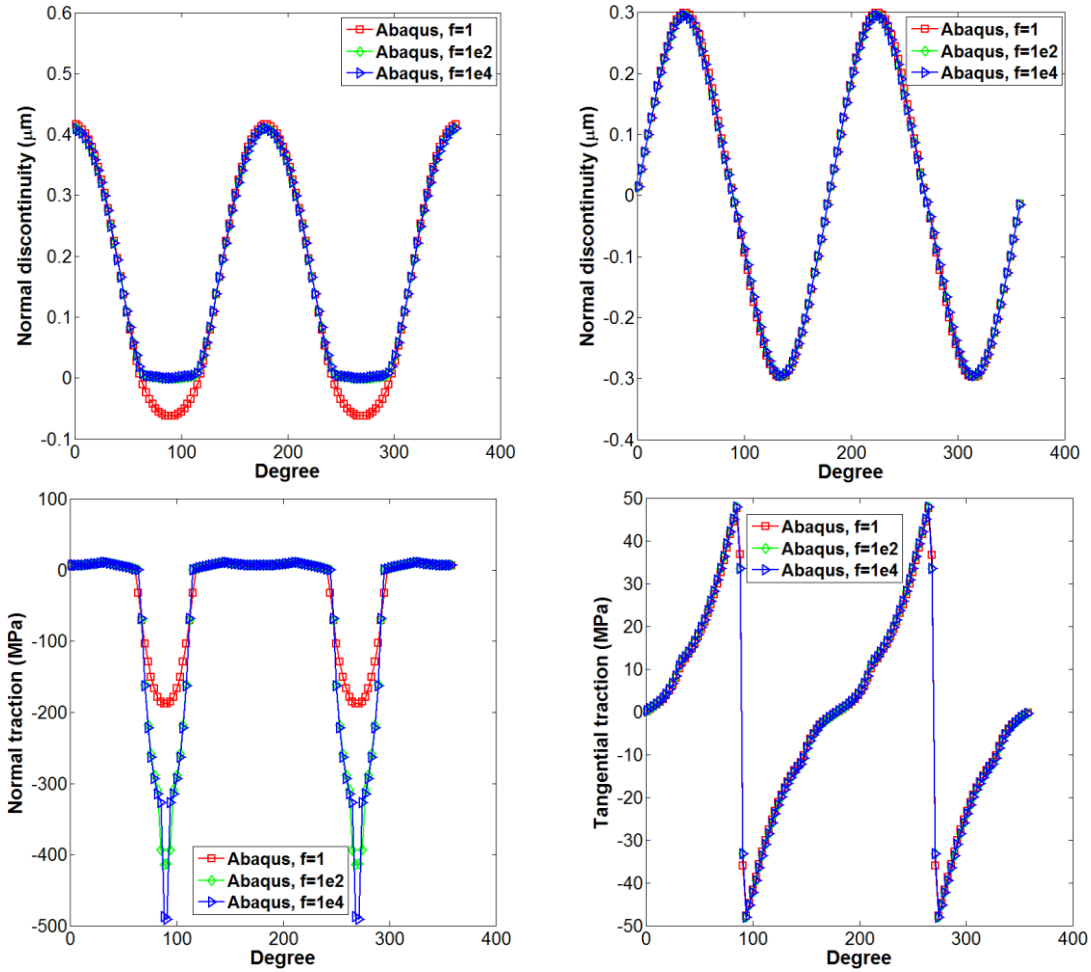 Normal discontinuity (μm)
0.6
0.5
0.4
0.3
0.2
0.1
0
-0.1
0 100 200 300 400
Degree
Abaqus, f=1
Abaqus, f=1e2
Abaqus, f=1e4
Normal discontinuity (μm)
0.3
0.2
0.1
0
-0.1
-0.2
-0.3
-0.4
0 100 200 300 400
Degree
Abaqus, f=1
Abaqus, f=1e2
Abaqus, f=1e4
Normal traction (MPa)
100
0
-100
-200
-300
-400
-500
0 100 200 300 400
Degree
Abaqus, f=1
Abaqus, f=1e2
Abaqus, f=1e4
Tangential traction (MPa)
50
40
30
20
10
0
-10
-20
-30
-40
-50
0 100 200 300 400
Degree
Abaqus, f=1
Abaqus, f=1e2
Abaqus, f=1e4